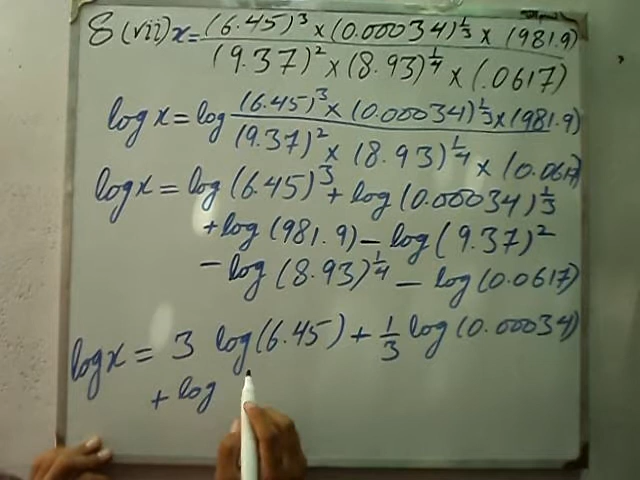 8(vii) x = (6.45)³ × (0.00034)^⅓ × (981.9)
(9.37)² × (8.93)^¼ × (.0617)
log x = log (6.45)³ × (0.00034)^⅓ × (981.9)
(9.37)² × (8.93)^¼ × (0.0617)
log x = log (6.45)³ + log (0.00034)^⅓
+ log (981.9) – log (9.37)²
– log (8.93)^¼ – log (0.0617)
log x = 3 log (6.45) + ⅓ log (0.00034)
+ log